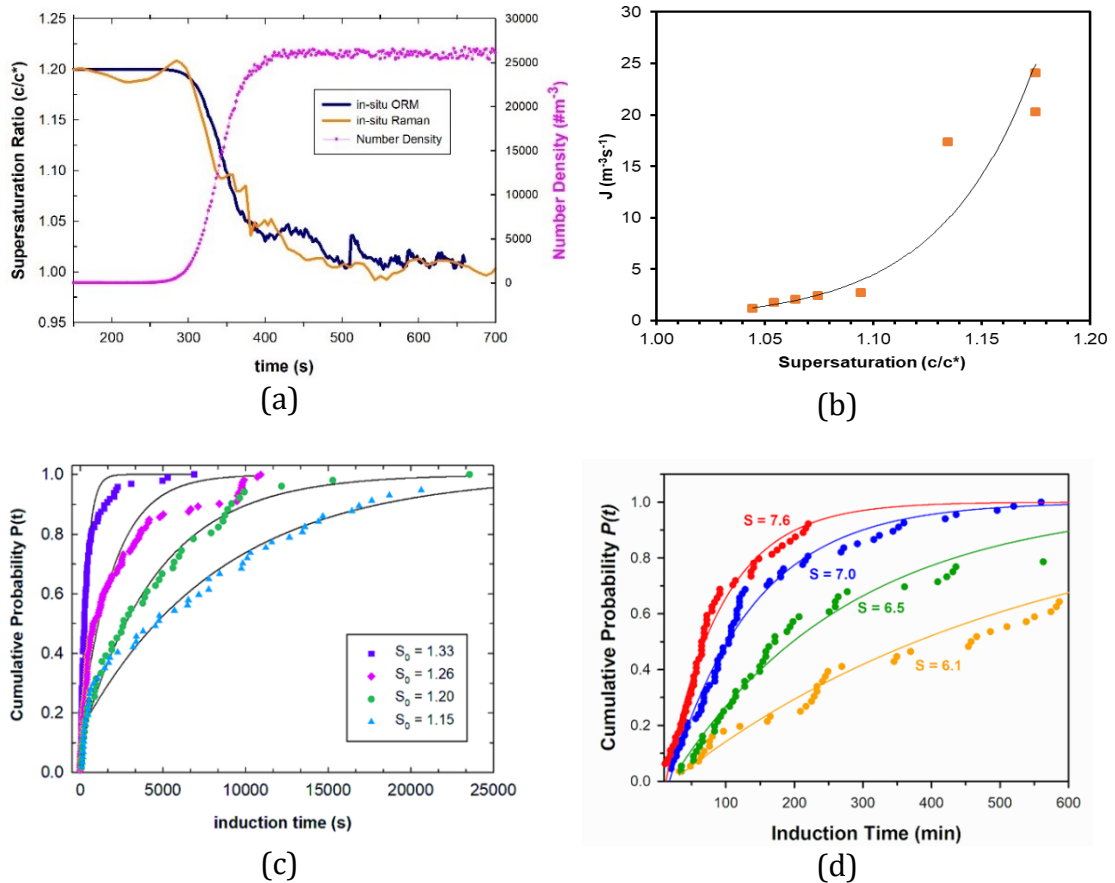 1.25
1.20
1.15
1.10
1.05
1.00
0.95
Supersaturation Ratio (c/c*)
200
300
400
500
600
700
time (s)
30000
25000
20000
15000
10000
5000
0
Number Density (#m-3)
in-situ ORM
in-situ Raman
Number Density
(a)
30
25
20
15
10
5
0
J (m-3s-1)
1.00
1.05
1.10
1.15
1.20
Supersaturation (c/c*)
(b)
1.0
0.8
0.6
0.4
0.2
0.0
Cumulative Probability P(t)
S0 = 1.33
S0 = 1.26
S0 = 1.20
S0 = 1.15
0
5000
10000
15000
20000
25000
induction time (s)
(c)
1.0
0.8
0.6
0.4
0.2
0.0
Cumulative Probability P(t)
S = 7.6
S = 7.0
S = 6.5
S = 6.1
100
200
300
400
500
600
Induction Time (min)
(d)